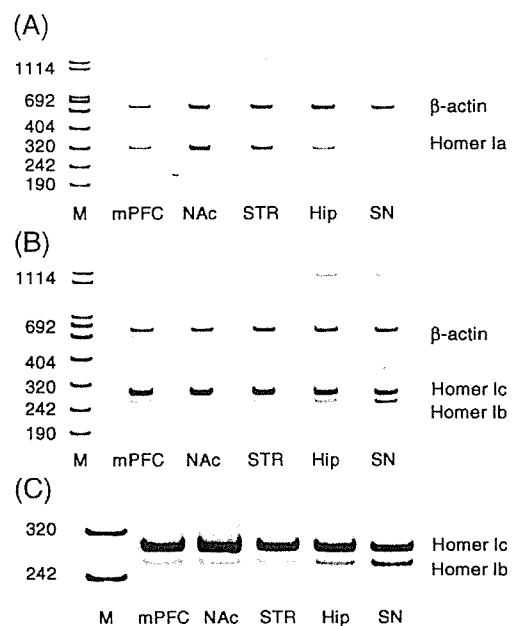 (A)
1114
692
404
320
242
190
β-actin
Homer Ia
M mPFC NAc STR Hip SN
(B)
1114
692
404
320
242
190
β-actin
Homer Ic
Homer Ib
M mPFC NAc STR Hip SN
(C)
320
242
Homer Ic
Homer Ib
M mPFC NAc STR Hip SN